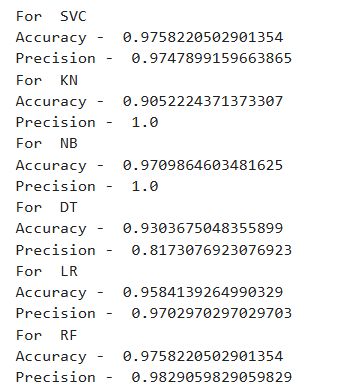 For  SVC
Accuracy -  0.9758220502901354
Precision -  0.9747899159663865
For  KN
Accuracy -  0.9052224371373307
Precision -  1.0
For  NB
Accuracy -  0.9709864603481625
Precision -  1.0
For  DT
Accuracy -  0.9303675048355899
Precision -  0.8173076923076923
For  LR
Accuracy -  0.9584139264990329
Precision -  0.9702970297029703
For  RF
Accuracy -  0.9758220502901354
Precision -  0.9829059829059829